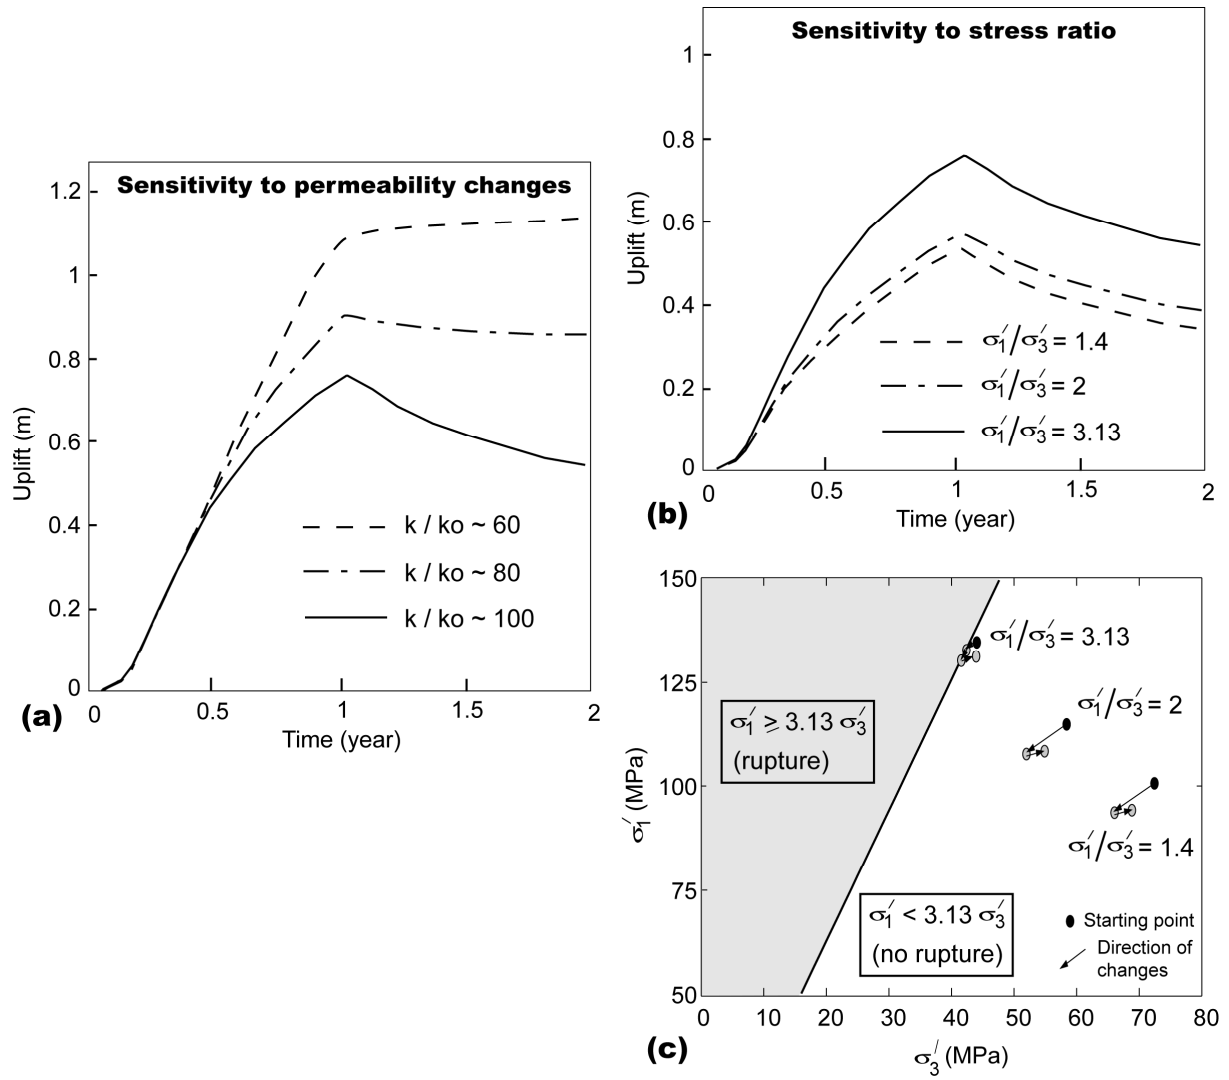 Sensitivity to permeability changes
Uplift (m)
1.2
1
0.8
0.6
0.4
0.2
0
k / ko ~ 60
k / ko ~ 80
k / ko ~ 100
0 0.5 1 1.5 2
Time (year)
(a)
Sensitivity to stress ratio
Uplift (m)
1
0.8
0.6
0.4
0.2
0
σ₁′/σ₃′ = 1.4
σ₁′/σ₃′ = 2
σ₁′/σ₃′ = 3.13
0 0.5 1 1.5 2
Time (year)
(b)
σ₁′ (MPa)
150
125
100
75
50
σ₁′/σ₃′ = 3.13
σ₁′/σ₃′ = 2
σ₁′/σ₃′ = 1.4
σ₁′ ≥ 3.13 σ₃′
(rupture)
σ₁′ < 3.13 σ₃′
(no rupture)
Starting point
Direction of
changes
0 10 20 30 40 50 60 70 80
σ₃′ (MPa)
(c)